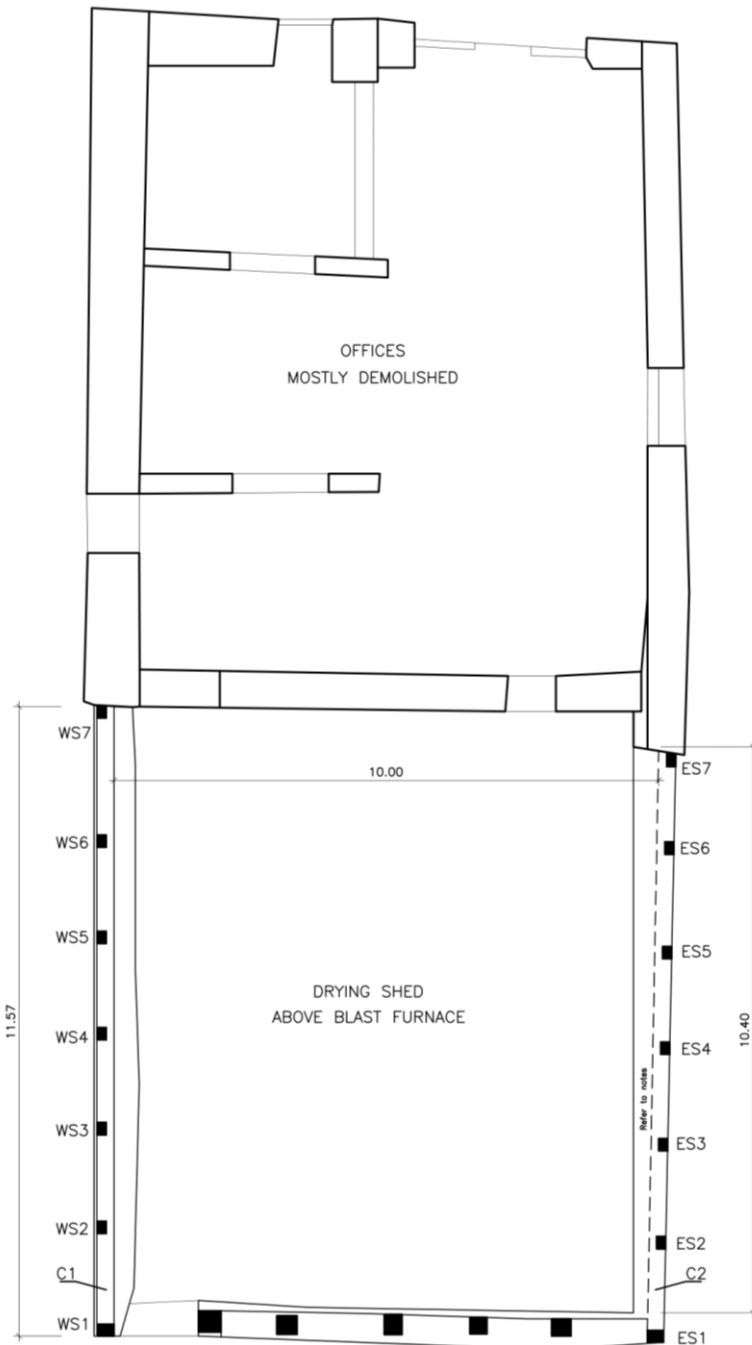 OFFICES
MOSTLY DEMOLISHED
WS7
10.00
ES7
WS6
ES6
WS5
ES5
DRYING SHED
ABOVE BLAST FURNACE
11.57
10.40
WS4
ES4
Refer to notes
WS3
ES3
WS2
ES2
C1
C2
WS1
ES1